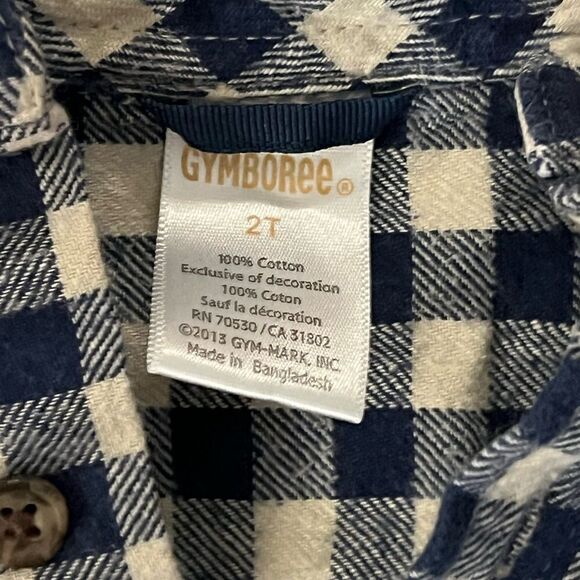 GYMBOREE®
2T
100% Cotton
Exclusive of decoration
100% Coton
Sauf la décoration
RN 70530 / CA 31802
©2013 GYM-MARK, INC.
Made in Bangladesh